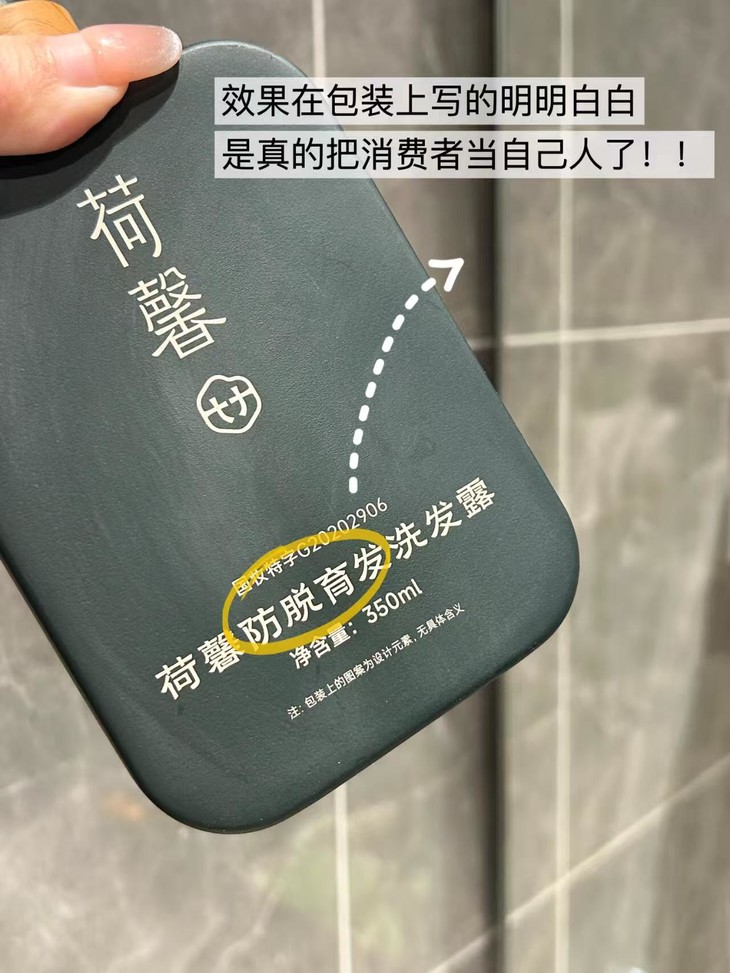 效果在包装上写的明明白白
是真的把消费者当自己人了！！
荷馨
国妆特字G20202906
荷馨防脱育发洗发露
净含量：350ml
注：包装上的图案为设计元素，无具体含义